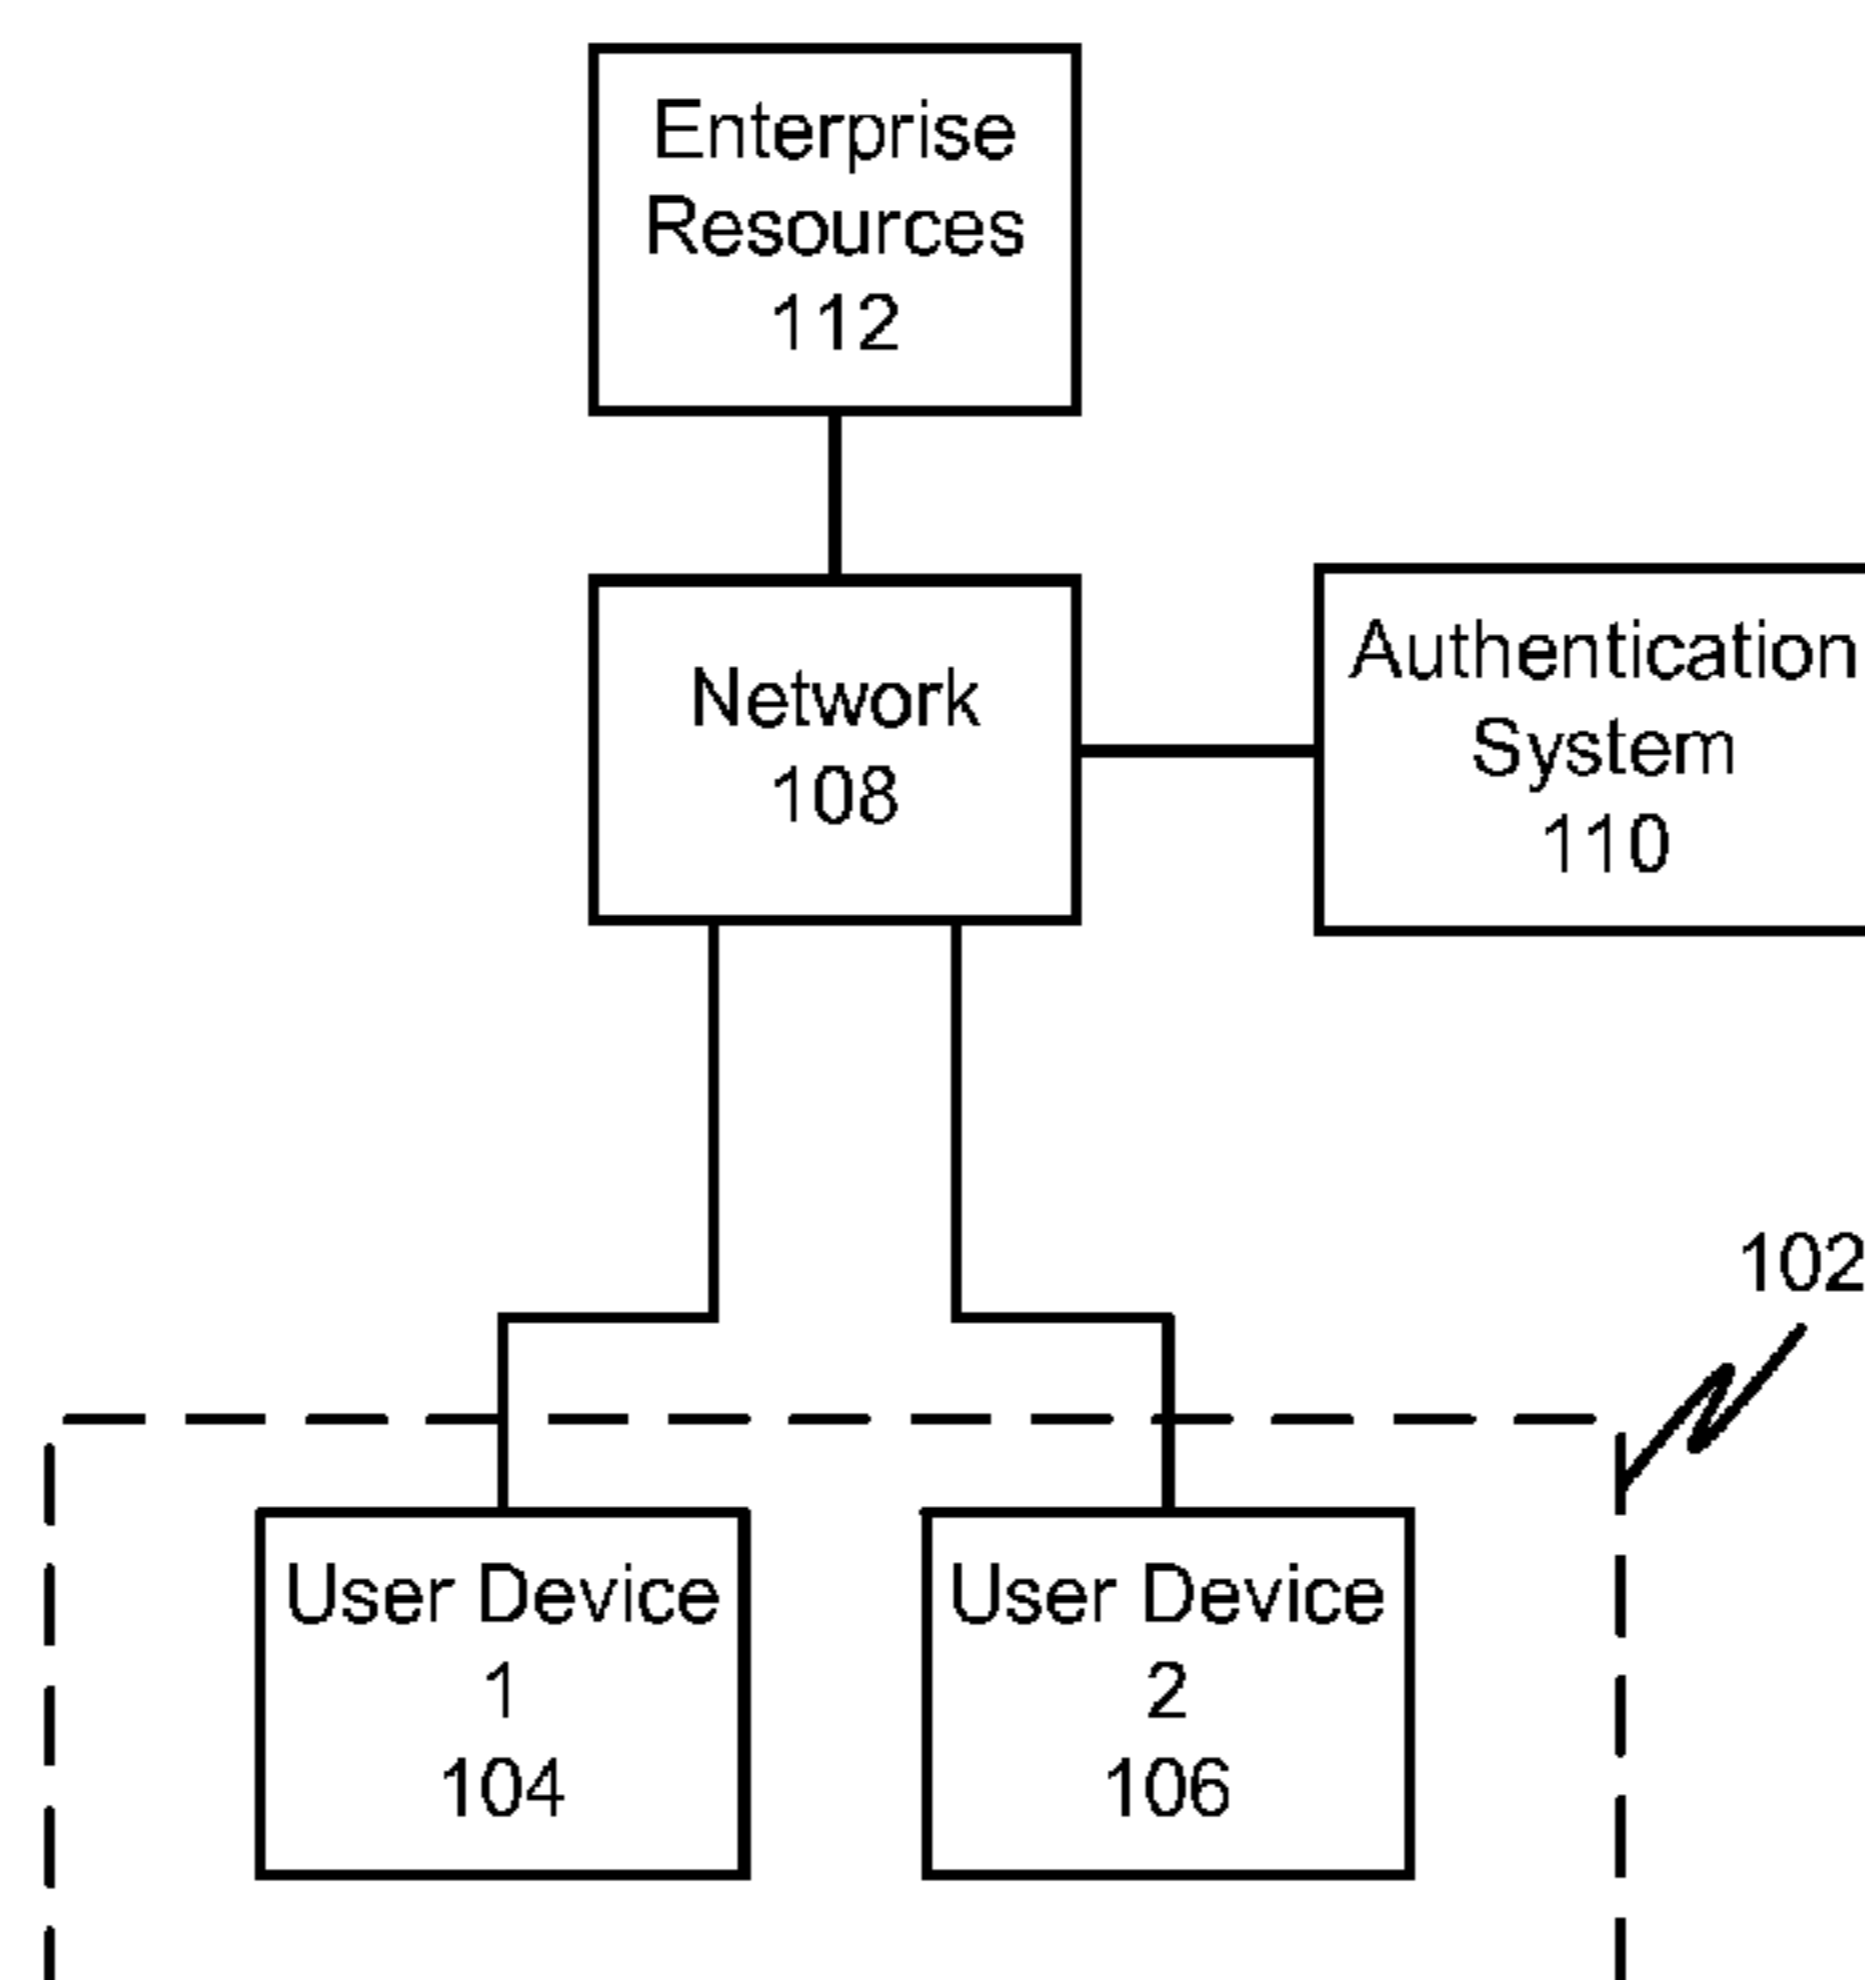 Enterprise
Resources
112
Network
108
Authentication
System
110
102
User Device
1
104
User Device
2
106